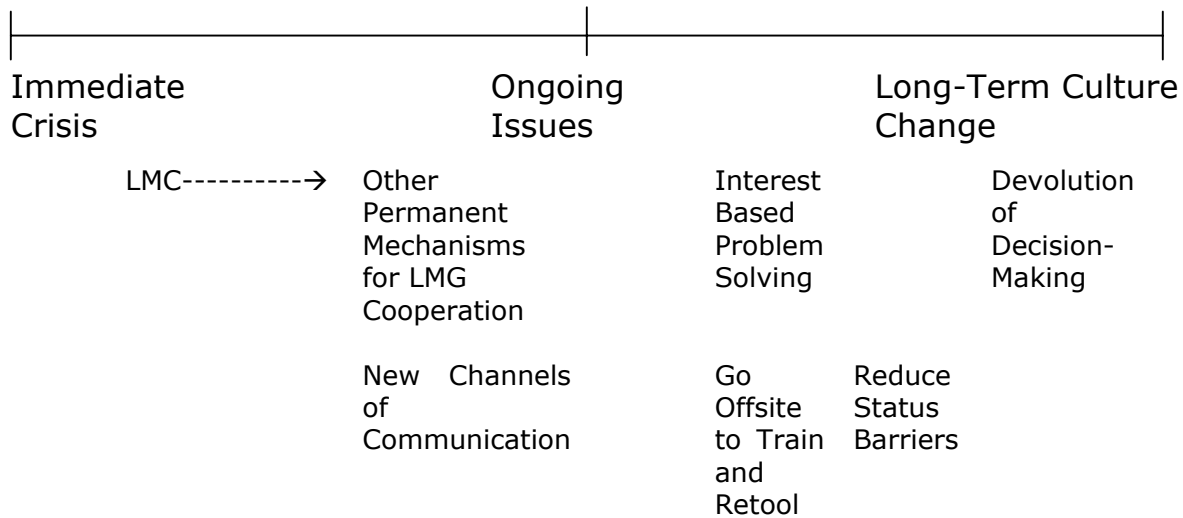 Immediate
Crisis
Ongoing
Issues
Long-Term Culture
Change
LMC----------→
Other
Permanent
Mechanisms
for LMG
Cooperation
Interest
Based
Problem
Solving
Devolution
of
Decision-
Making
New Channels
of
Communication
Go
Offsite
to Train
and
Retool
Reduce
Status
Barriers